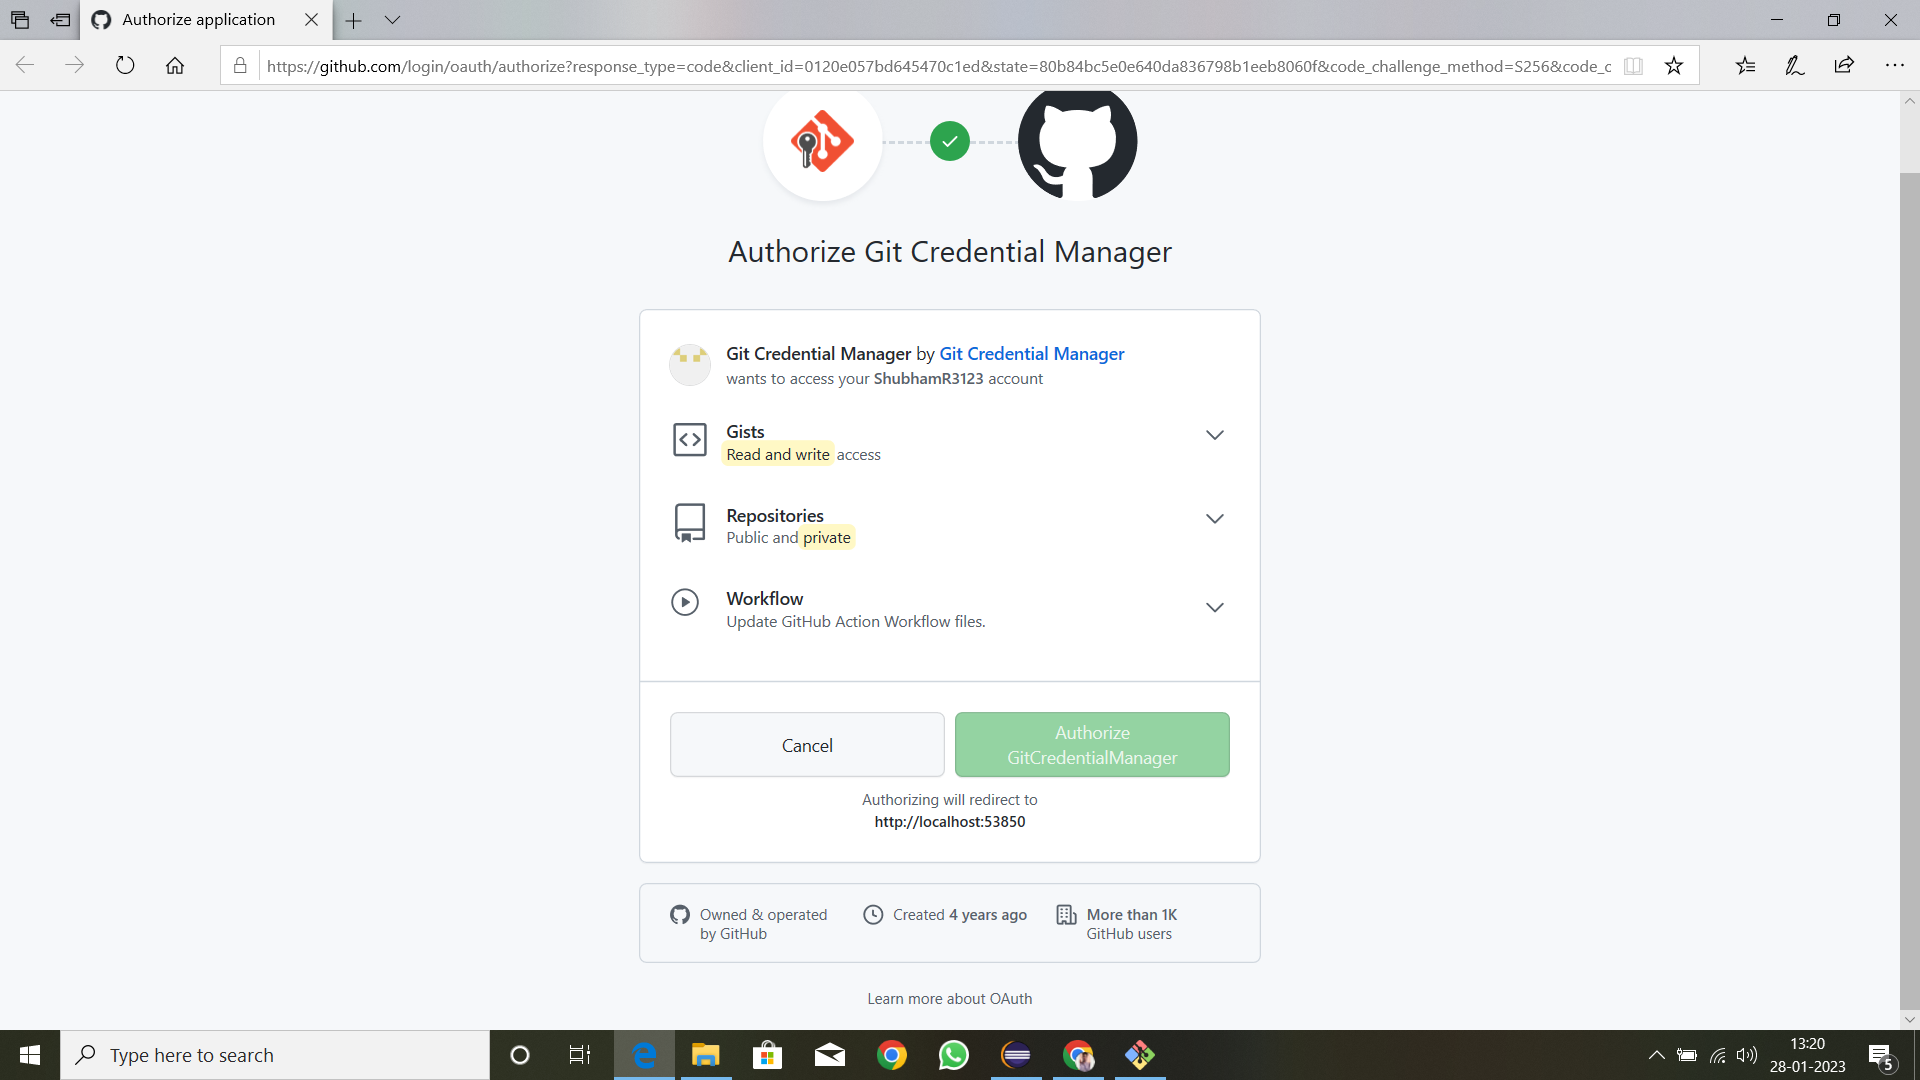 Authorize application
https://github.com/login/oauth/authorize?response_type=code&client_id=0120e057bd645470c1ed&state=80b84bc5e0e640da836798b1eeb8060f&code_challenge_method=S256&code_c
Authorize Git Credential Manager
Git Credential Manager by Git Credential Manager
wants to access your ShubhamR3123 account
Gists
Read and write access
Repositories
Public and private
Workflow
Update GitHub Action Workflow files.
Cancel
Authorize
GitCredentialManager
Authorizing will redirect to
http://localhost:53850
Owned & operated
by GitHub
Created 4 years ago
More than 1K
GitHub users
Learn more about OAuth
Type here to search
13:20
28-01-2023
5